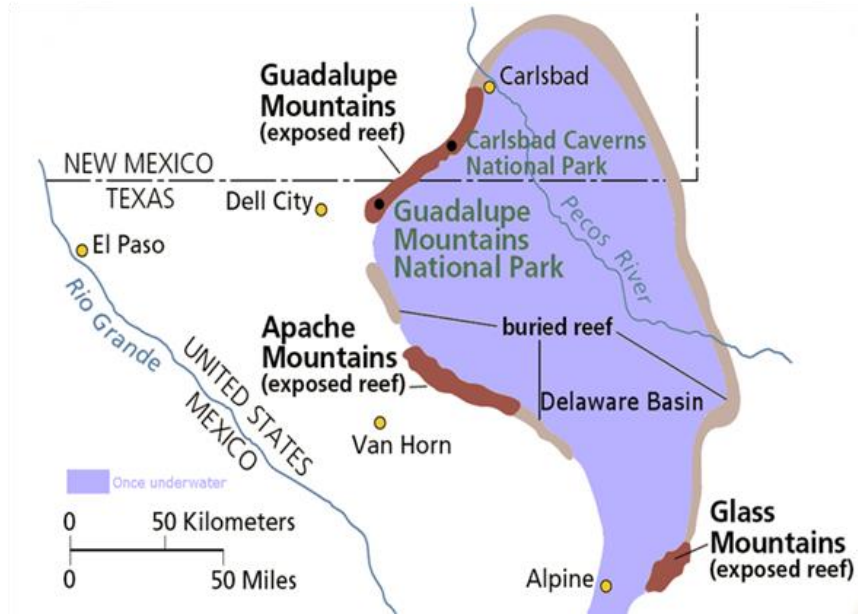 Guadalupe
Mountains
(exposed reef)
Carlsbad
Carlsbad Caverns
National Park
NEW MEXICO
TEXAS
Dell City
Guadalupe
Mountains
National Park
Pecos River
El Paso
Rio Grande
UNITED STATES
MEXICO
buried reef
Apache
Mountains
(exposed reef)
Delaware Basin
Van Horn
Once underwater
0 50 Kilometers
0 50 Miles
Glass
Mountains
(exposed reef)
Alpine